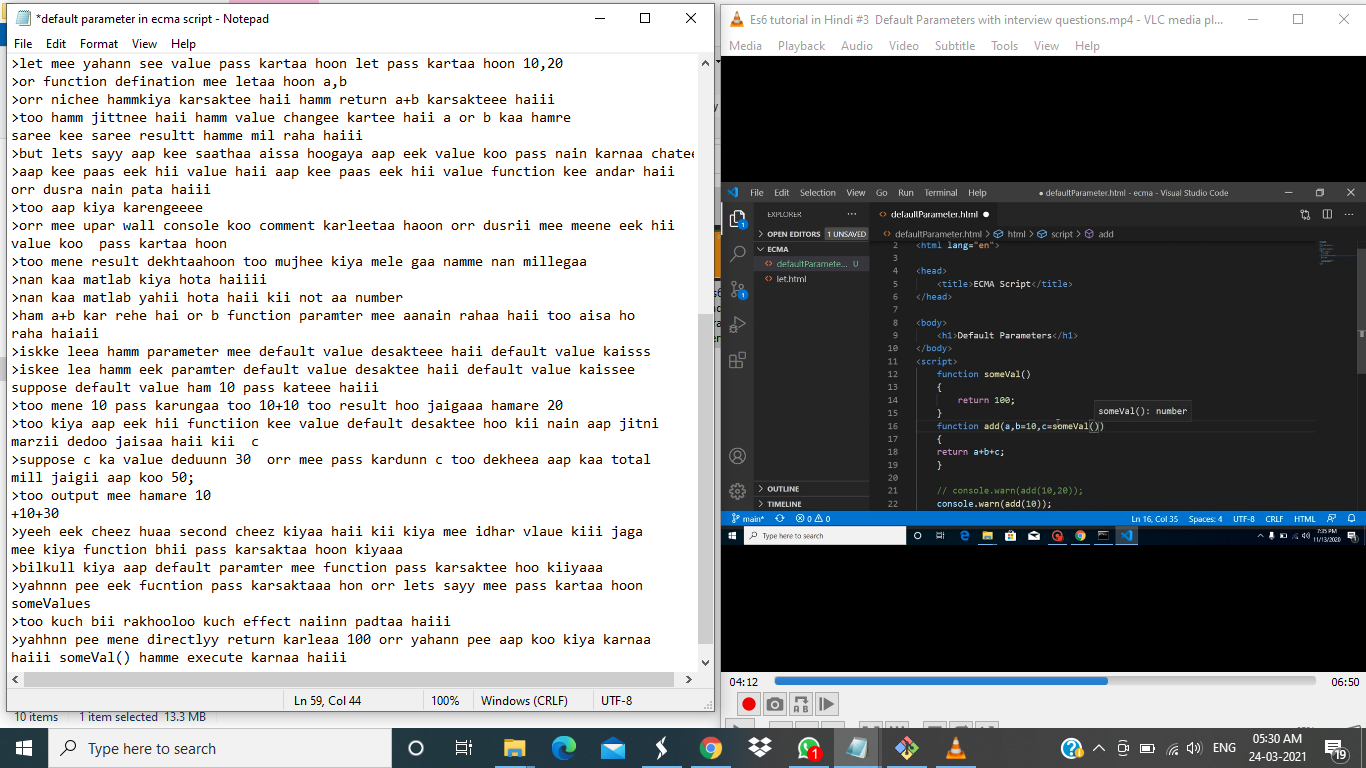 *default parameter in ecma script - Notepad
File Edit Format View Help
>let mee yahann see value pass kartaa hoon let pass kartaa hoon 10,20
>or function defination mee letaa hoon a,b
>orr nichee hammkiya karsaktee haii hamm return a+b karsakteee haiii
>too hamm jittnee haii hamm value changee kartee haii a or b kaa hamre
saree kee saree resultt hamme mil raha haiii
>but lets sayy aap kee saathaa aissa hoogaya aap eek value koo pass nain karnaa chatee
>aap kee paas eek hii value haii aap kee paas eek hii value function kee andar haii
orr dusra nain pata haiii
>too aap kiya karengeeee
>orr mee upar wall console koo comment karleetaa haoon orr dusrii mee meene eek hii
value koo  pass kartaa hoon
>too mene result dekhtaahoon too mujhee kiya mele gaa namme nan millegaa
>nan kaa matlab kiya hota haiiii
>nan kaa matlab yahii hota haii kii not aa number
>ham a+b kar rehe hai or b function paramter mee aanain rahaa haii too aisa ho
raha haiaii
>iskke leea hamm parameter mee default value desakteee haii default value kaisss
>iskee lea hamm eek paramter default value desaktee haii default value kaissee
suppose default value ham 10 pass kateee haiii
>too mene 10 pass karungaa too 10+10 too result hoo jaigaaa hamare 20
>too kiya aap eek hii functiion kee value default desaktee hoo kii nain aap jitni
marzii dedoo jaisaa haii kii  c
>suppose c ka value deduunn 30  orr mee pass kardunn c too dekheea aap kaa total
mill jaigii aap koo 50;
>too output mee hamare 10
+10+30
>yeeh eek cheez huaa second cheez kiyaa haii kii kiya mee idhar vlaue kiii jaga
mee kiya function bhii pass karsaktaa hoon kiyaaa
>bilkull kiya aap default paramter mee function pass karsaktee hoo kiiyaaa
>yahnnn pee eek fucntion pass karsaktaaa hon orr lets sayy mee pass kartaa hoon
someValues
>too kuch bii rakhooloo kuch effect naiinn padtaa haiii
>yahhnn pee mene directlyy return karleaa 100 orr yahann pee aap koo kiya karnaa
haiii someVal() hamme execute karnaa haiii
Ln 59, Col 44 100% Windows (CRLF) UTF-8
10 items 1 item selected 13.3 MB
Es6 tutorial in Hindi #3  Default Parameters with interview questions.mp4 - VLC media pl...
Media Playback Audio Video Subtitle Tools View Help
File Edit Selection View Go Run Terminal Help ● defaultParameter.html - ecma - Visual Studio Code
EXPLORER ··· defaultParameter.html ●
OPEN EDITORS 1 UNSAVED
ECMA
defaultParamete... U
let.html
OUTLINE
TIMELINE
defaultParameter.html > html > script > add
2 <html lang="en">
3
4 <head>
5 <title>ECMA Script</title>
6 </head>
7
8 <body>
9 <h1>Default Parameters</h1>
10 </body>
11 <script>
12 function someVal()
13 {
14 return 100;
15 }
someVal(): number
16 function add(a,b=10,c=someVal())
17 {
18 return a+b+c;
19 }
20
21 // console.warn(add(10,20));
22 console.warn(add(10));
main* 0 0 Ln 16, Col 35 Spaces: 4 UTF-8 CRLF HTML
Type here to search 7:35 PM
11/13/2020
04:12 06:50
Type here to search
1
ENG 05:30 AM
24-03-2021
19